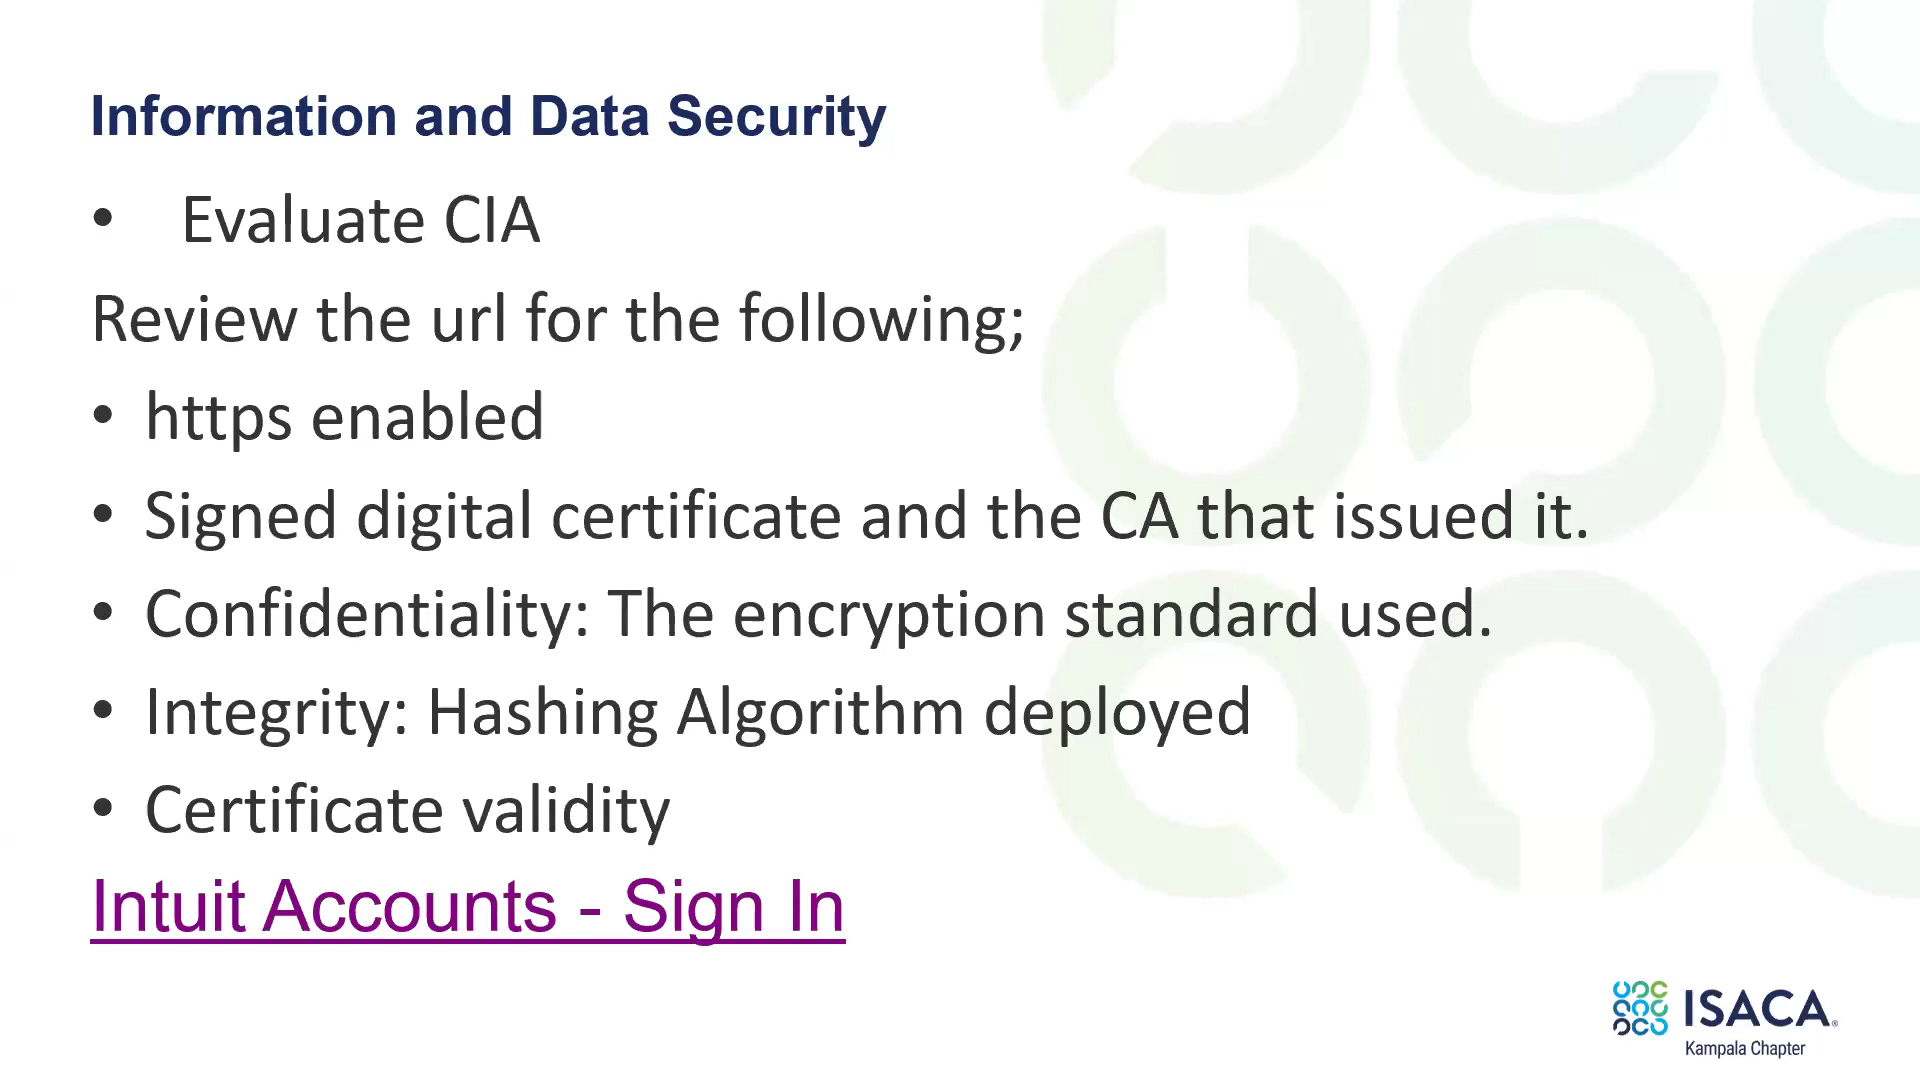 Information and Data Security
• Evaluate CIA
Review the url for the following;
• https enabled
• Signed digital certificate and the CA that issued it.
• Confidentiality: The encryption standard used.
• Integrity: Hashing Algorithm deployed
• Certificate validity
Intuit Accounts - Sign In
ISACA®
Kampala Chapter